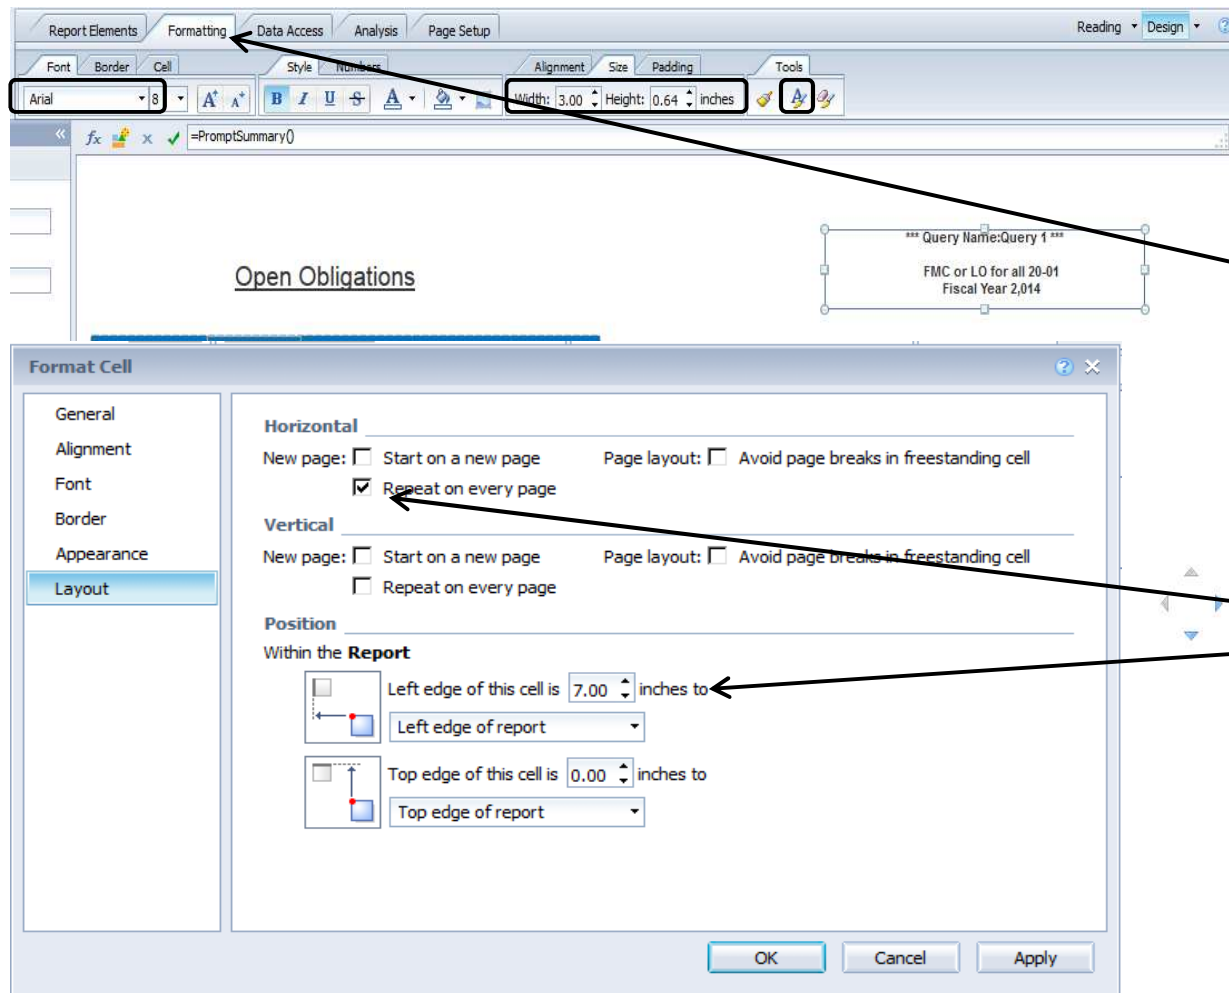 Report Elements Formatting Data Access Analysis Page Setup Reading Design
Font Border Cell Style Numbers Alignment Size Padding Tools
Arial 8 A A B I U S A Width: 3.00 Height: 0.64 inches
« fx x =PromptSummary()
*** Query Name:Query 1 ***
Open Obligations
FMC or LO for all 20-01
Fiscal Year 2,014
Format Cell
General
Alignment
Font
Border
Appearance
Layout
Horizontal
New page: Start on a new page Page layout: Avoid page breaks in freestanding cell
Repeat on every page
Vertical
New page: Start on a new page Page layout: Avoid page breaks in freestanding cell
Repeat on every page
Position
Within the Report
Left edge of this cell is 7.00 inches to
Left edge of report
Top edge of this cell is 0.00 inches to
Top edge of report
OK Cancel Apply